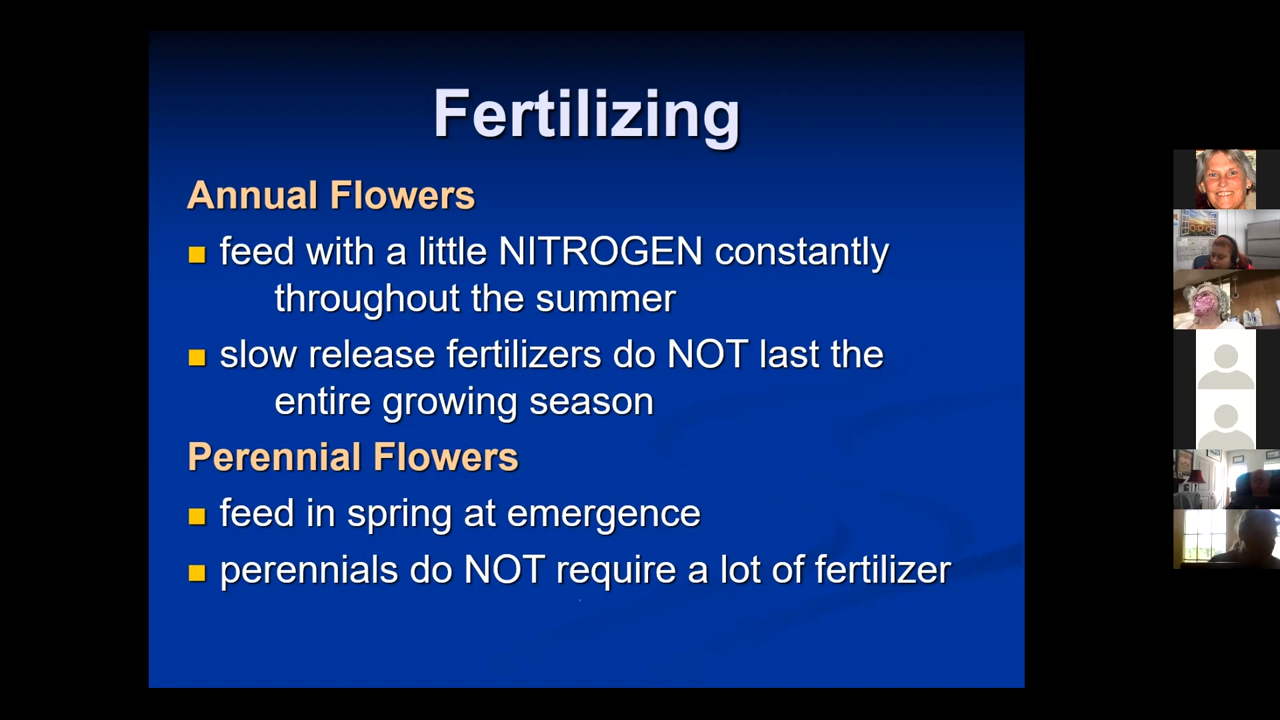 Fertilizing
Annual Flowers
feed with a little NITROGEN constantly
throughout the summer
slow release fertilizers do NOT last the
entire growing season
Perennial Flowers
feed in spring at emergence
perennials do NOT require a lot of fertilizer